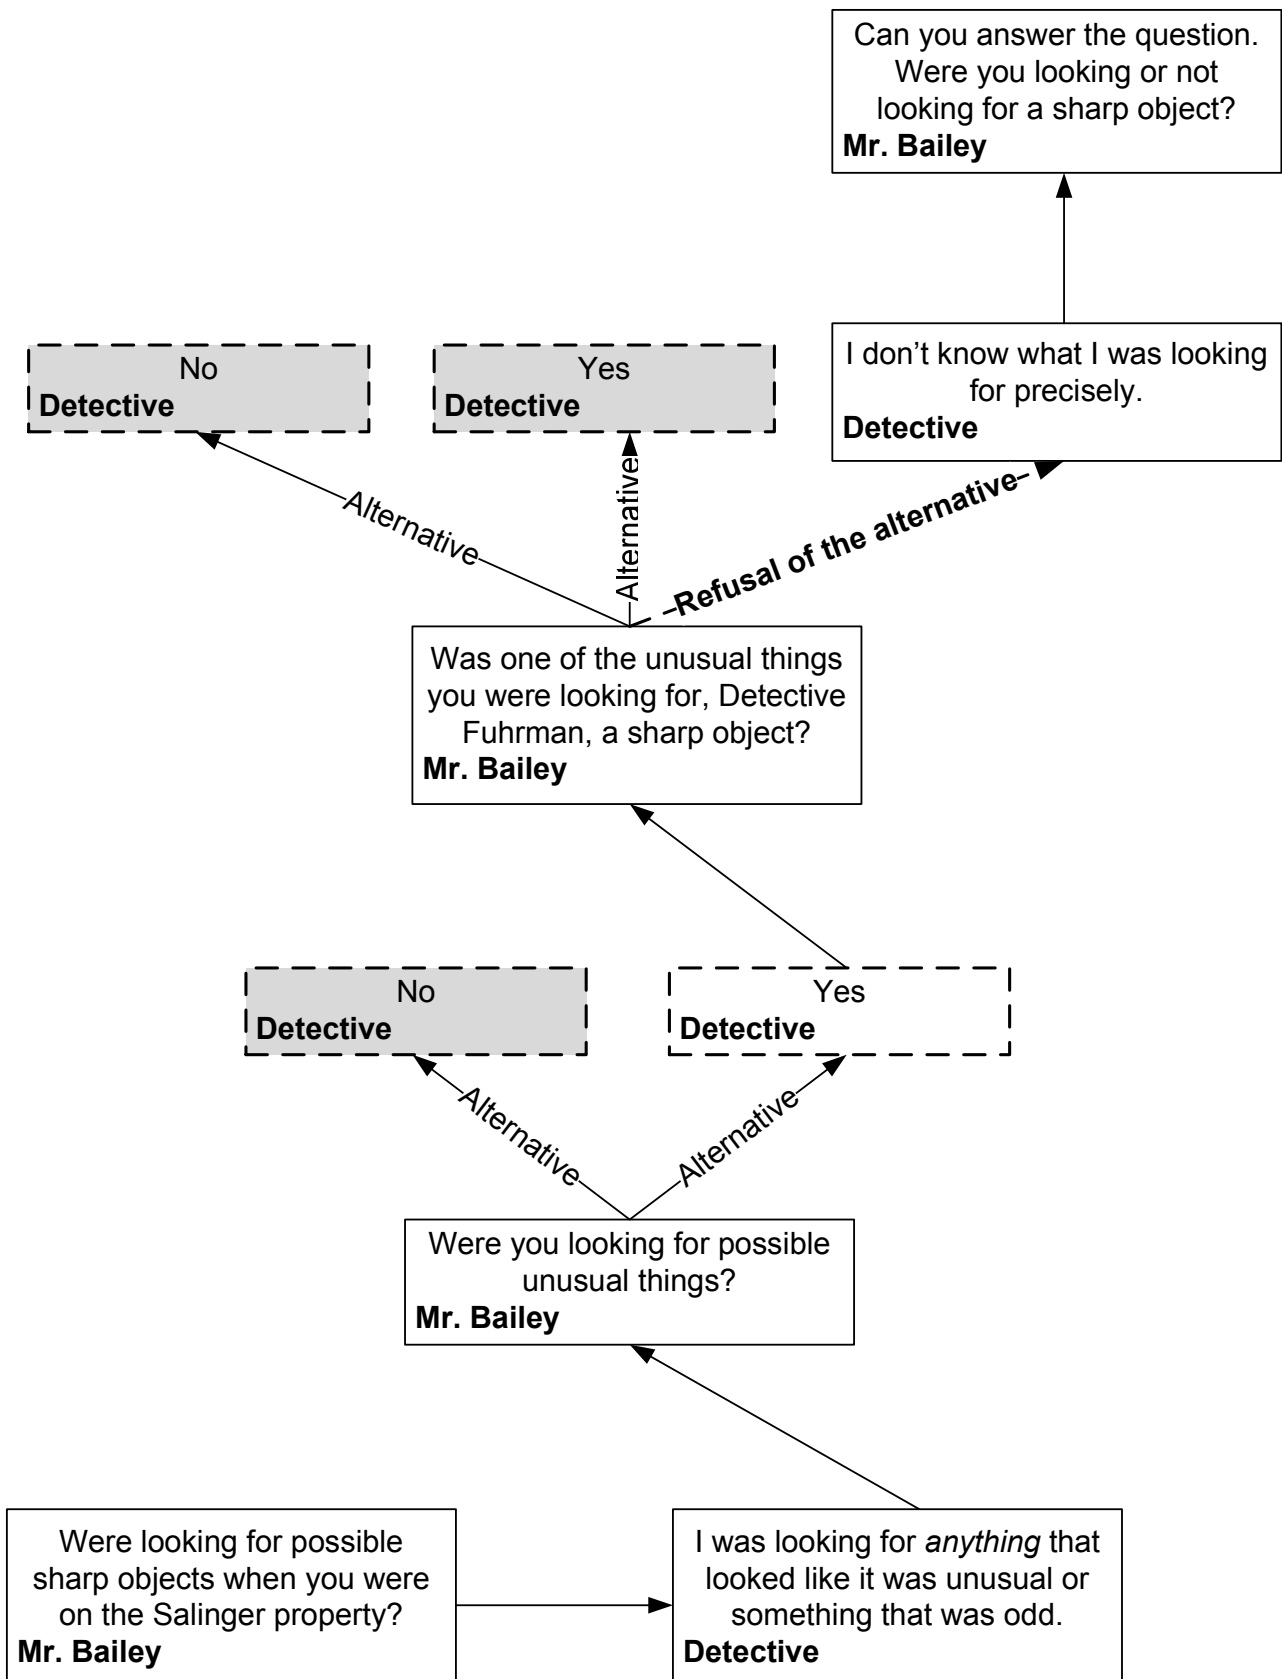 Can you answer the question.
Were you looking or not
looking for a sharp object?
Mr. Bailey
No
Detective
Yes
Detective
I don’t know what I was looking
for precisely.
Detective
Alternative
Alternative
Refusal of the alternative
Was one of the unusual things
you were looking for, Detective
Fuhrman, a sharp object?
Mr. Bailey
No
Detective
Yes
Detective
Alternative
Alternative
Were you looking for possible
unusual things?
Mr. Bailey
Were looking for possible
sharp objects when you were
on the Salinger property?
Mr. Bailey
I was looking for anything that
looked like it was unusual or
something that was odd.
Detective